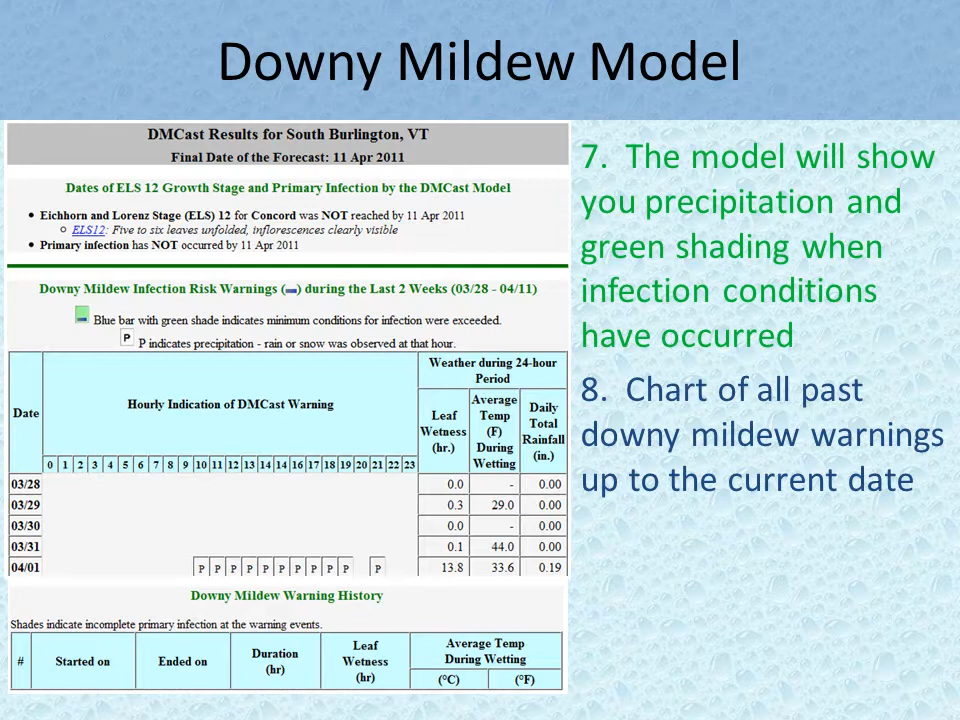 Downy Mildew Model
DMCast Results for South Burlington, VT
Final Date of the Forecast: 11 Apr 2011
Dates of ELS 12 Growth Stage and Primary Infection by the DMCast Model
• Eichhorn and Lorenz Stage (ELS) 12 for Concord was NOT reached by 11 Apr 2011
○ ELS12: Five to six leaves unfolded, inflorescences clearly visible
• Primary infection has NOT occurred by 11 Apr 2011
Downy Mildew Infection Risk Warnings ( ) during the Last 2 Weeks (03/28 - 04/11)
Blue bar with green shade indicates minimum conditions for infection were exceeded.
P P indicates precipitation - rain or snow was observed at that hour.
Date
Hourly Indication of DMCast Warning
Weather during 24-hour
Period
Leaf
Wetness
(hr.)
Average
Temp
(F)
During
Wetting
Daily
Total
Rainfall
(in.)
0 1 2 3 4 5 6 7 8 9 10 11 12 13 14 14 16 17 18 19 20 21 22 23
03/28 0.0 - 0.00
03/29 0.3 29.0 0.00
03/30 0.0 - 0.00
03/31 0.1 44.0 0.00
04/01 P P P P P P P P P P P 13.8 33.6 0.19
Downy Mildew Warning History
Shades indicate incomplete primary infection at the warning events.
#
Started on
Ended on
Duration
(hr)
Leaf
Wetness
(hr)
Average Temp
During Wetting
(°C) (°F)
7. The model will show
you precipitation and
green shading when
infection conditions
have occurred
8. Chart of all past
downy mildew warnings
up to the current date